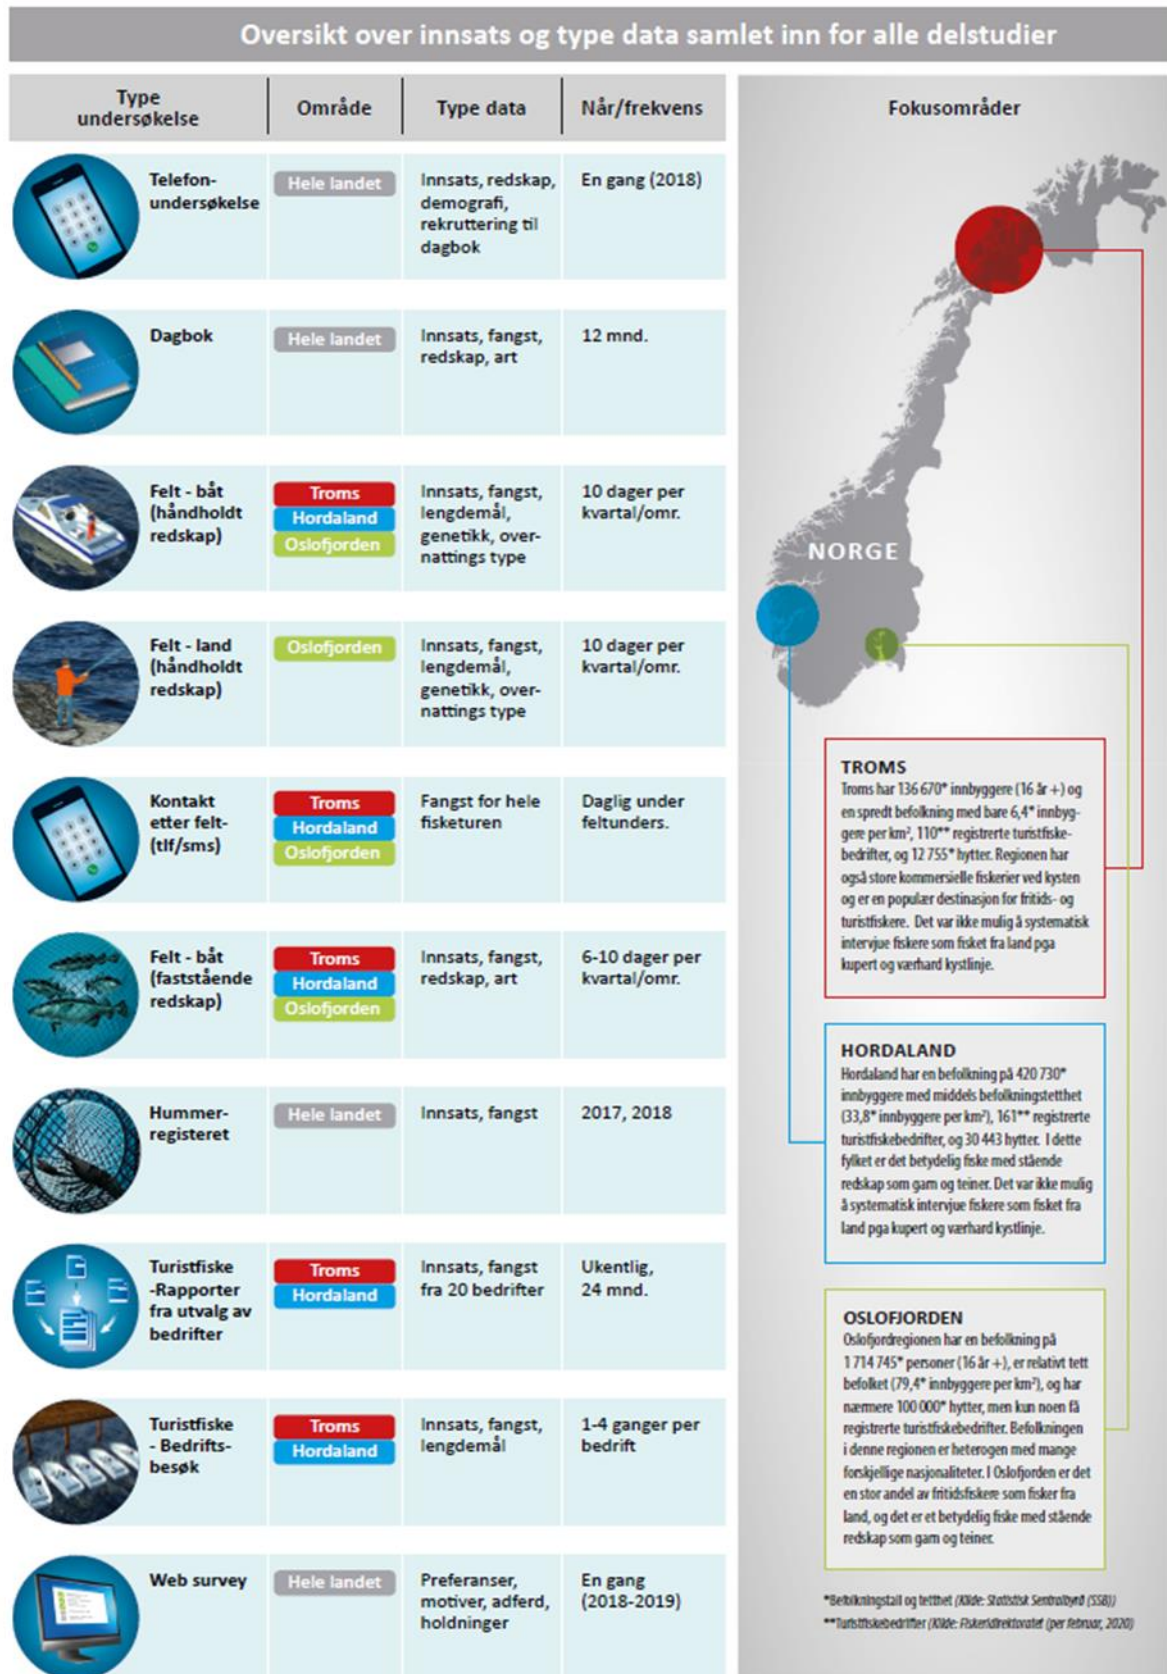 Oversikt over innsats og type data samlet inn for alle delstudier
Type
undersøkelse
Område
Type data
Når/frekvens
Telefon-
undersøkelse
Hele landet
Innsats, redskap,
demografi,
rekruttering til
dagbok
En gang (2018)
Dagbok
Hele landet
Innsats, fangst,
redskap, art
12 mnd.
Felt - båt
(håndholdt
redskap)
Troms
Hordaland
Oslofjorden
Innsats, fangst,
lengdemål,
genetikk, over-
nattings type
10 dager per
kvartal/omr.
Felt - land
(håndholdt
redskap)
Oslofjorden
Innsats, fangst,
lengdemål,
genetikk, over-
nattings type
10 dager per
kvartal/omr.
Kontakt
etter felt-
(tlf/sms)
Troms
Hordaland
Oslofjorden
Fangst for hele
fisketuren
Daglig under
feltunders.
Felt - båt
(faststående
redskap)
Troms
Hordaland
Oslofjorden
Innsats, fangst,
redskap, art
6-10 dager per
kvartal/omr.
Hummer-
registeret
Hele landet
Innsats, fangst
2017, 2018
Turistfiske
-Rapporter
fra utvalg av
bedrifter
Troms
Hordaland
Innsats, fangst
fra 20 bedrifter
Ukentlig,
24 mnd.
Turistfiske
- Bedrifts-
besøk
Troms
Hordaland
Innsats, fangst,
lengdemål
1-4 ganger per
bedrift
Web survey
Hele landet
Preferanser,
motiver, adferd,
holdninger
En gang
(2018-2019)
Fokusområder
NORGE
TROMS
Troms har 136 670* innbyggere (16 år +) og
en spredt befolkning med bare 6,4* innbyg-
gere per km², 110** registrerte turistfiske-
bedrifter, og 12 755* hytter. Regionen har
også store kommersielle fiskerier ved kysten
og er en populær destinasjon for fritids- og
turistfiskere. Det var ikke mulig å systematisk
intervjue fiskere som fisket fra land pga
kupert og værhard kystlinje.
HORDALAND
Hordaland har en befolkning på 420 730*
innbyggere med middels befolkningstetthet
(33,8* innbyggere per km²), 161** registrerte
turistfiskebedrifter, og 30 443 hytter. I dette
fylket er det betydelig fiske med stående
redskap som garn og teiner. Det var ikke mulig
å systematisk intervjue fiskere som fisket fra
land pga kupert og værhard kystlinje.
OSLOFJORDEN
Oslofjordregionen har en befolkning på
1 714 745* personer (16 år +), er relativt tett
befolket (79,4* innbyggere per km²), og har
nærmere 100 000* hytter, men kun noen få
registrerte turistfiskebedrifter. Befolkningen
i denne regionen er heterogen med mange
forskjellige nasjonaliteter. I Oslofjorden er det
en stor andel av fritidsfiskere som fisker fra
land, og det er et betydelig fiske med stående
redskap som garn og teiner.
*Befolkningstall og tetthet (Kilde: Statistisk Sentralbyrå (SSB))
**Turistfiskebedrifter (Kilde: Fiskeridirektoratet (per februar, 2020)